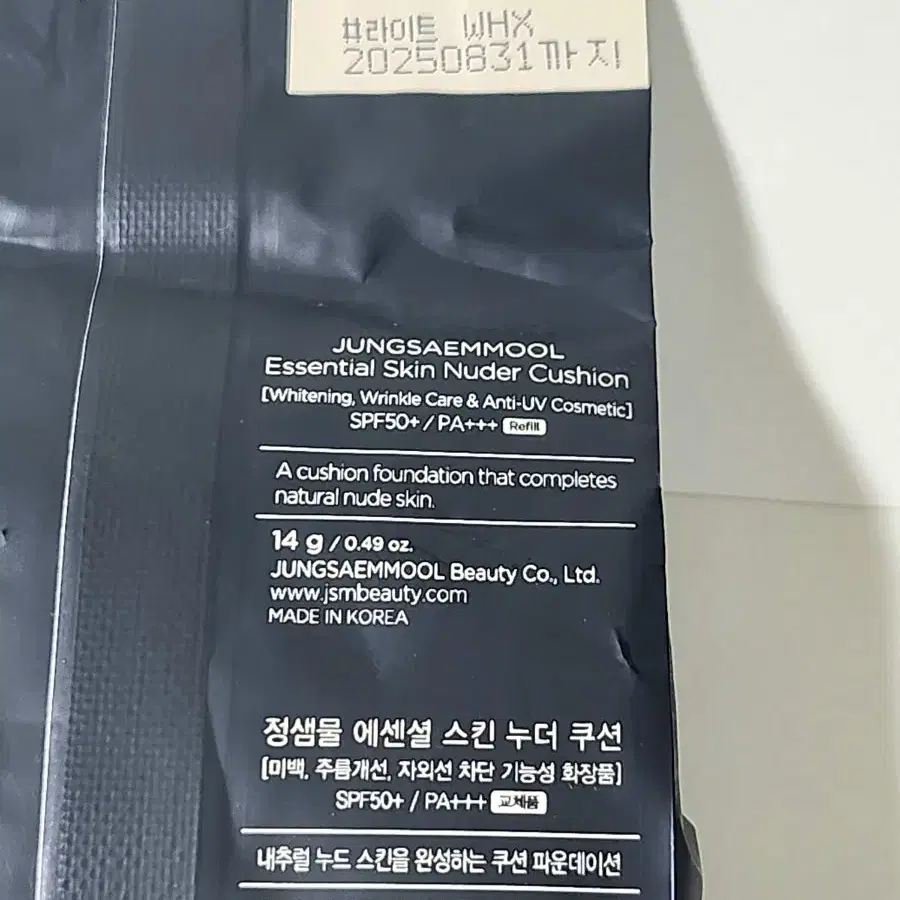 #라이트 WHX
20250831까지
JUNGSAEMMOOL
Essential Skin Nuder Cushion
[Whitening, Wrinkle Care & Anti-UV Cosmetic]
SPF50+ / PA+++ Refill
A cushion foundation that completes
natural nude skin.
14 g / 0.49 oz.
JUNGSAEMMOOL Beauty Co., Ltd.
www.jsmbeauty.com
MADE IN KOREA
정샘물 에센셜 스킨 누더 쿠션
[미백, 주름개선, 자외선 차단 기능성 화장품]
SPF50+ / PA+++ 교체품
내추럴 누드 스킨을 완성하는 쿠션 파운데이션